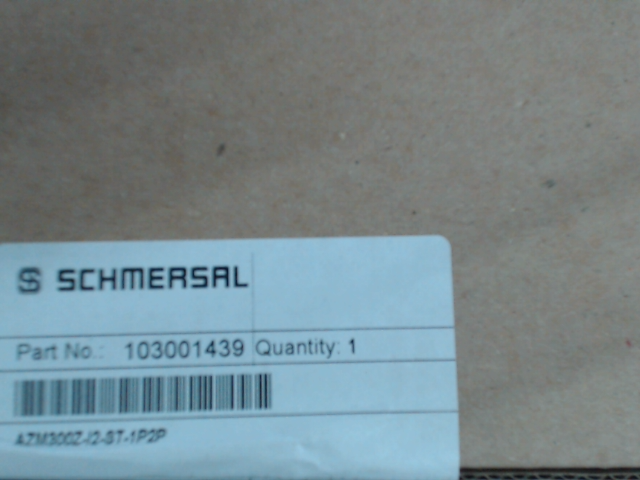 SCHMERSAL
Part No.: 103001439 Quantity: 1
AZM300Z-I2-ST-1P2P